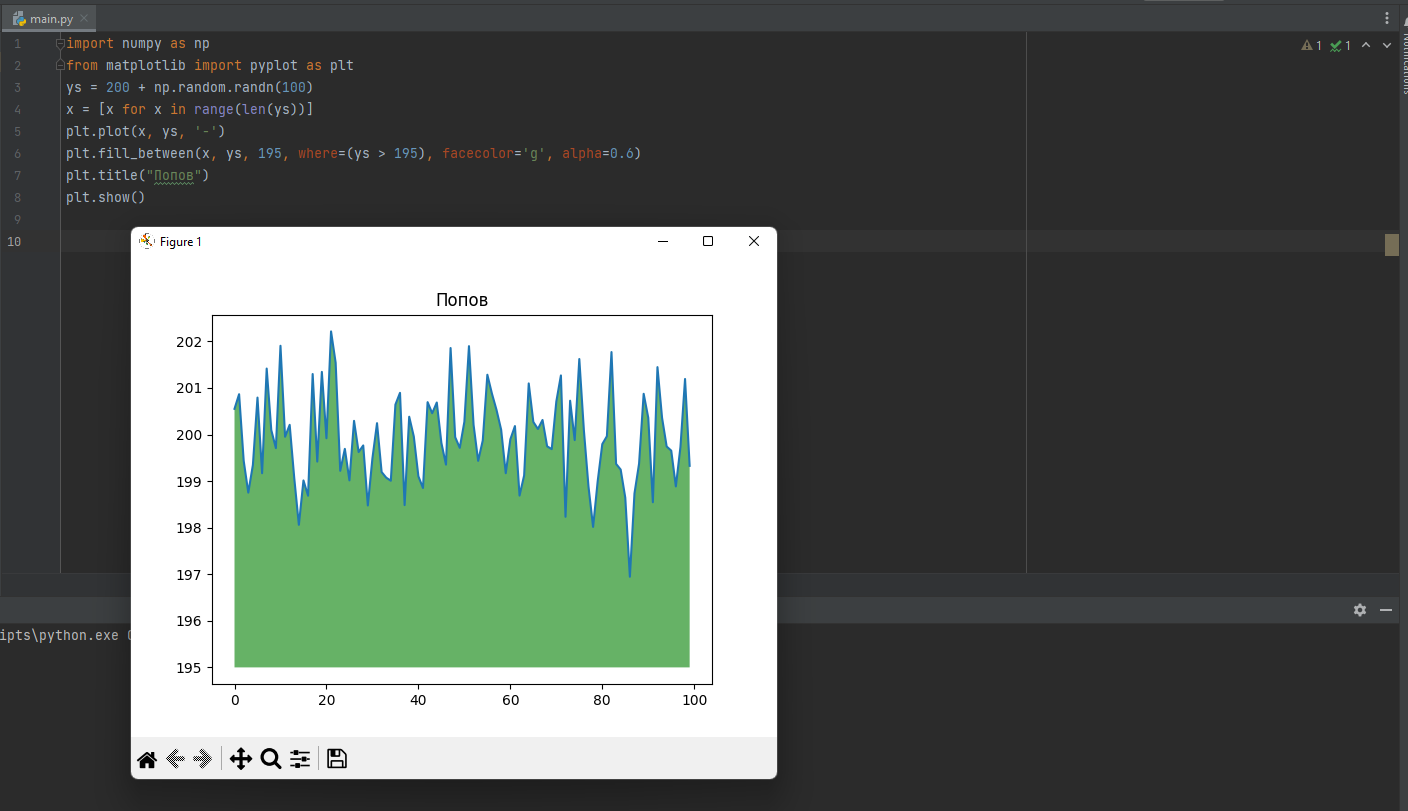 main.py
1 import numpy as np
2 from matplotlib import pyplot as plt
3 ys = 200 + np.random.randn(100)
4 x = [x for x in range(len(ys))]
5 plt.plot(x, ys, '-')
6 plt.fill_between(x, ys, 195, where=(ys > 195), facecolor='g', alpha=0.6)
7 plt.title("Попов")
8 plt.show()
9
10
1 1
Notifications
Figure 1
Попов
202
201
200
199
198
197
196
195
0 20 40 60 80 100
ipts\python.exe